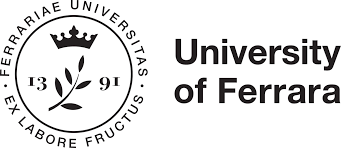 · FERRARIAE UNIVERSITAS ·
EX LABORE FRUCTUS
13 91
University
of Ferrara